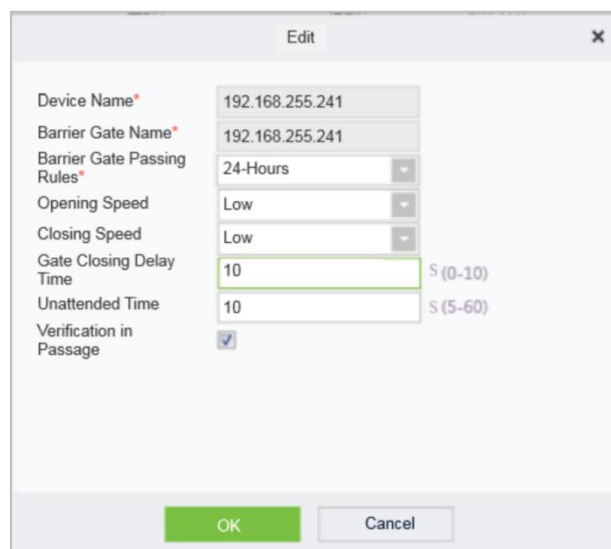 Edit
Device Name*
192.168.255.241
Barrier Gate Name*
192.168.255.241
Barrier Gate Passing
Rules*
24-Hours
Opening Speed
Low
Closing Speed
Low
Gate Closing Delay
Time
10
S (0-10)
Unattended Time
10
S (5-60)
Verification in
Passage
OK
Cancel